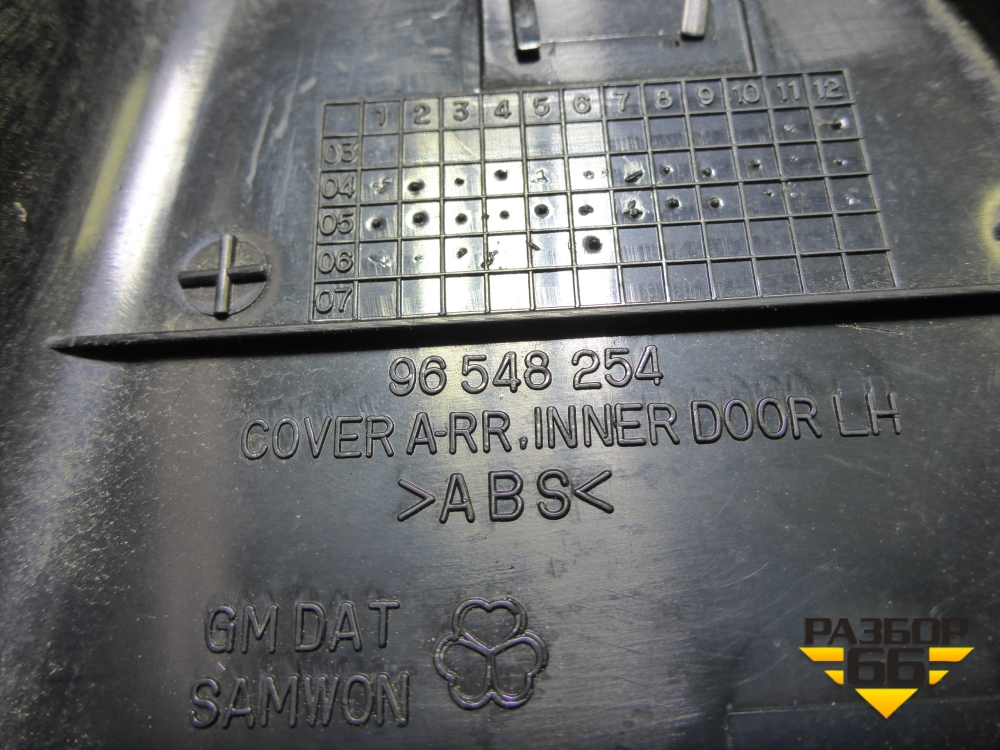 1 2 3 4 5 6 7 8 9 10 11 12
03
04
05
06
07
96 548 254
COVER A-RR, INNER DOOR LH
>ABS<
GM DAT
SAMWON
РАЗБОР
66